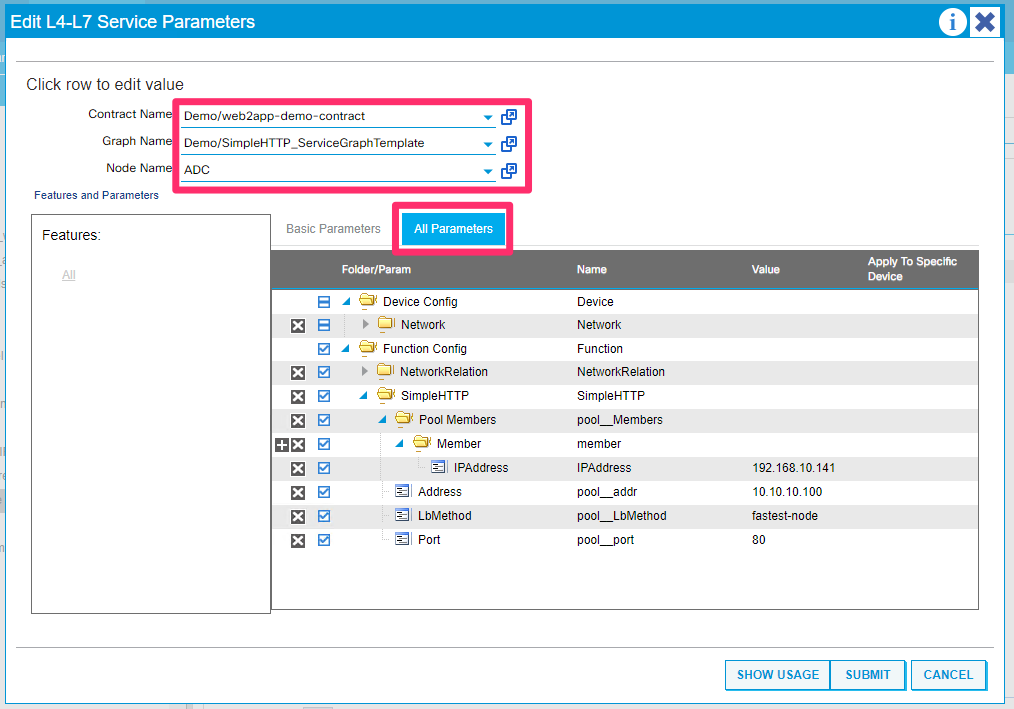 Edit L4-L7 Service Parameters
Click row to edit value
Contract Name Demo/web2app-demo-contract
Graph Name Demo/SimpleHTTP_ServiceGraphTemplate
Node Name ADC
Features and Parameters
Features:
All
Basic Parameters All Parameters
Folder/Param Name Value Apply To Specific
Device
Device Config Device
Network Network
Function Config Function
NetworkRelation NetworkRelation
SimpleHTTP SimpleHTTP
Pool Members pool__Members
Member member
IPAddress IPAddress 192.168.10.141
Address pool__addr 10.10.10.100
LbMethod pool__LbMethod fastest-node
Port pool__port 80
SHOW USAGE SUBMIT CANCEL